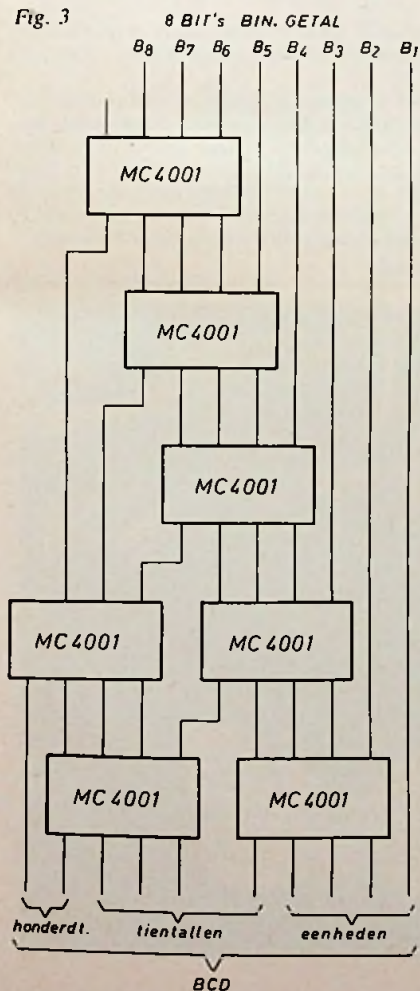 Fig. 3
8 BIT's BIN. GETAL
B8 B7 B6 B5 B4 B3 B2 B1
MC4001
MC4001
MC4001
MC4001 MC4001
MC4001 MC4001
honderdt. tientallen eenheden
BCD